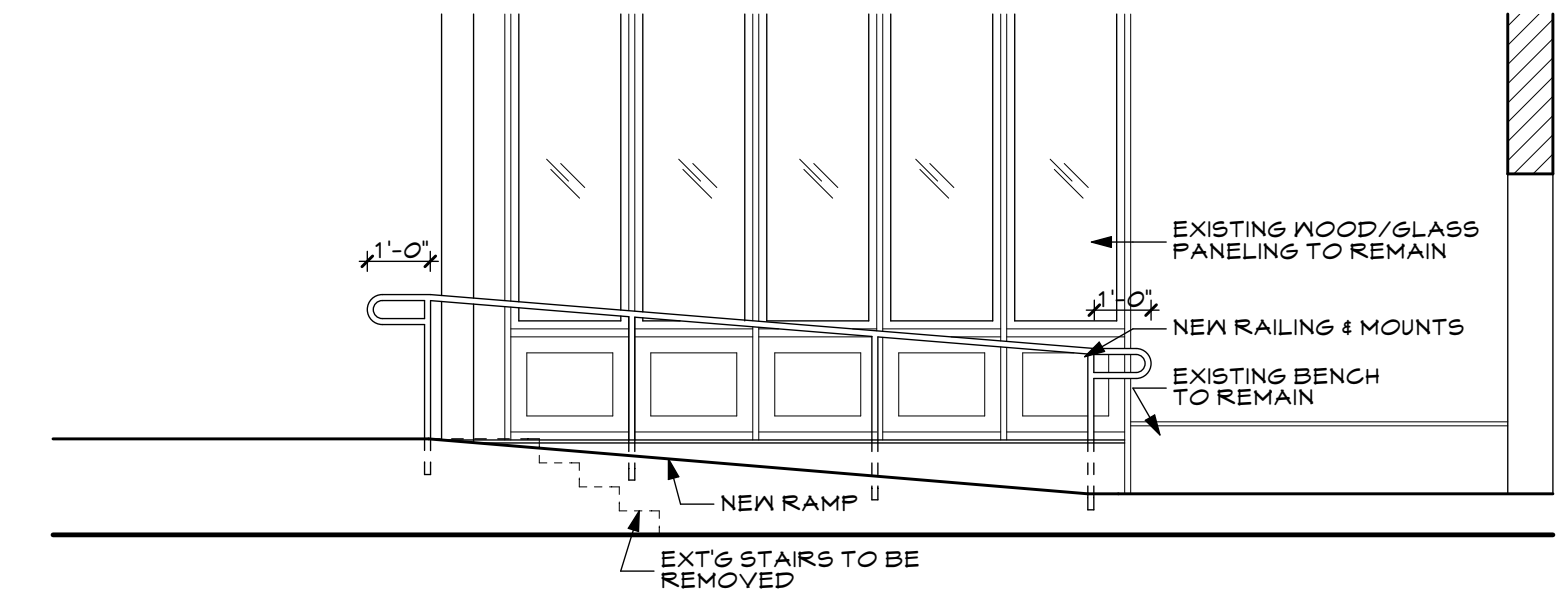 1'-0"
EXISTING WOOD/GLASS
PANELING TO REMAIN
1'-0"
NEW RAILING & MOUNTS
EXISTING BENCH
TO REMAIN
NEW RAMP
EXT'G STAIRS TO BE
REMOVED